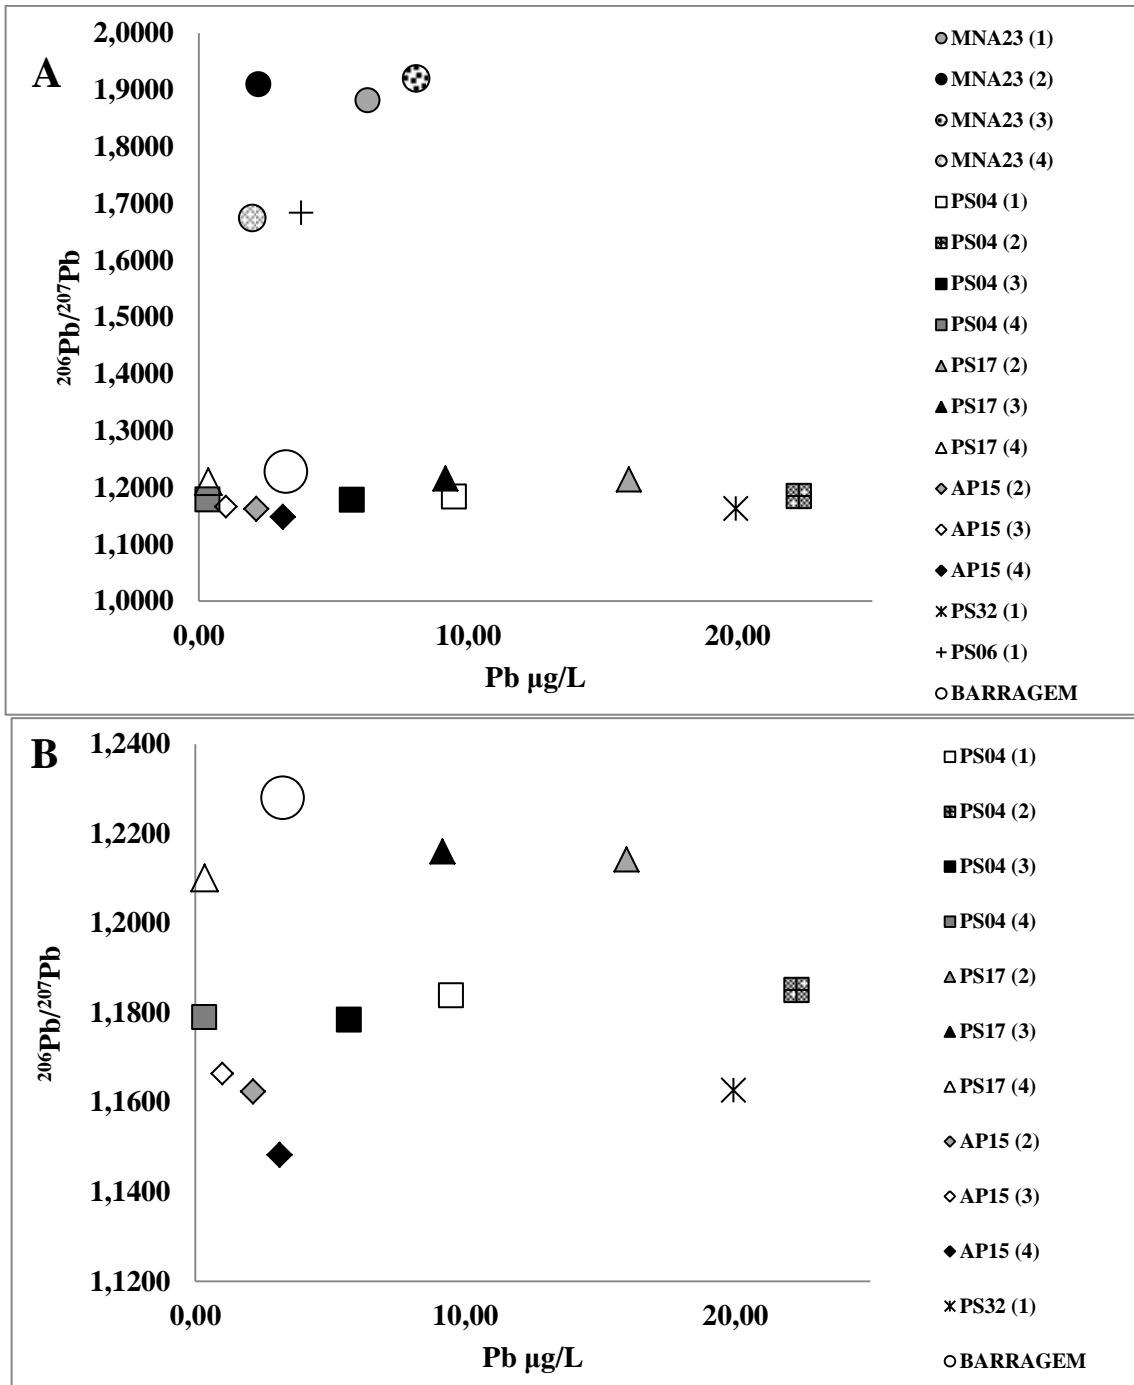 A
2,0000
1,9000
1,8000
1,7000
1,6000
1,5000
1,4000
1,3000
1,2000
1,1000
1,0000
²⁰⁶Pb/²⁰⁷Pb
0,00 10,00 20,00
Pb µg/L
MNA23 (1)
MNA23 (2)
MNA23 (3)
MNA23 (4)
PS04 (1)
PS04 (2)
PS04 (3)
PS04 (4)
PS17 (2)
PS17 (3)
PS17 (4)
AP15 (2)
AP15 (3)
AP15 (4)
PS32 (1)
PS06 (1)
BARRAGEM
B
1,2400
1,2200
1,2000
1,1800
1,1600
1,1400
1,1200
²⁰⁶Pb/²⁰⁷Pb
0,00 10,00 20,00
Pb µg/L
PS04 (1)
PS04 (2)
PS04 (3)
PS04 (4)
PS17 (2)
PS17 (3)
PS17 (4)
AP15 (2)
AP15 (3)
AP15 (4)
PS32 (1)
BARRAGEM